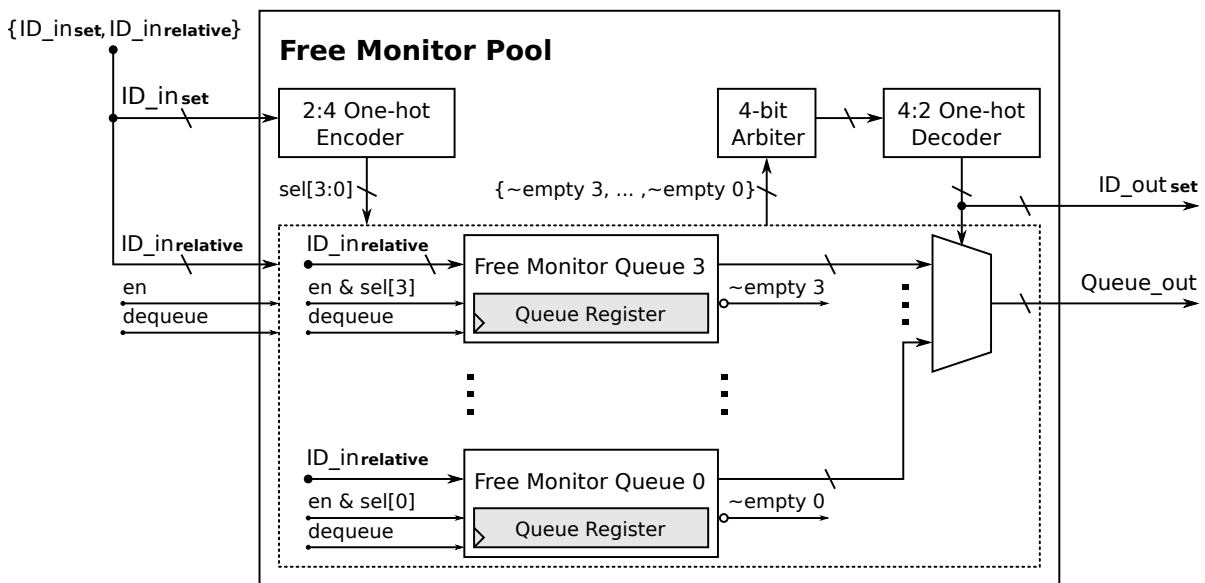 {ID_inset, ID_inrelative}
Free Monitor Pool
ID_inset
2:4 One-hot
Encoder
4-bit
Arbiter
4:2 One-hot
Decoder
sel[3:0]
{~empty 3, ... ,~empty 0}
ID_outset
ID_inrelative
en
dequeue
ID_inrelative
en & sel[3]
dequeue
Free Monitor Queue 3
Queue Register
~empty 3
Queue_out
ID_inrelative
en & sel[0]
dequeue
Free Monitor Queue 0
Queue Register
~empty 0